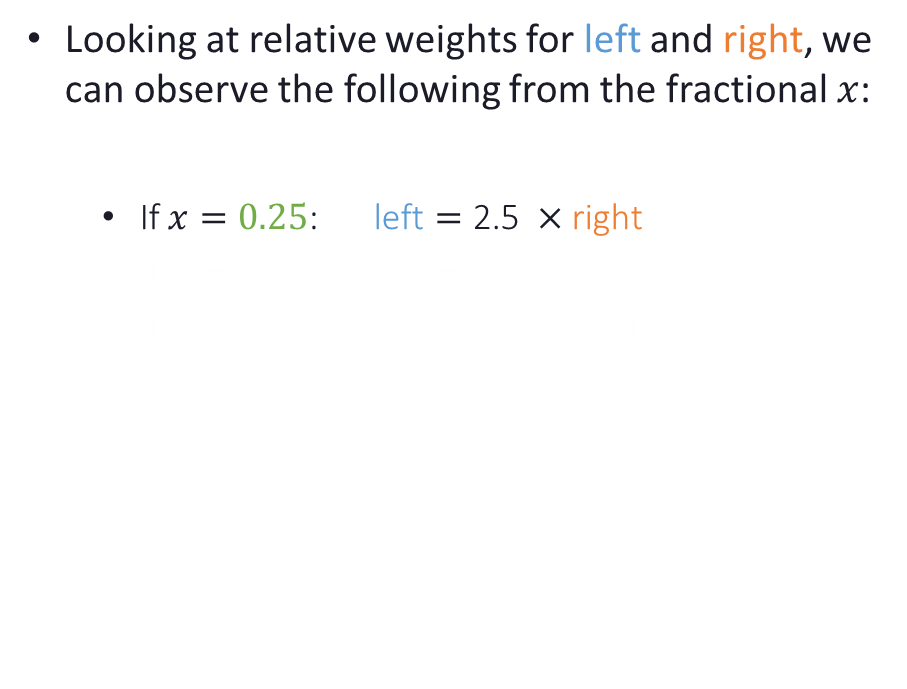 • Looking at relative weights for left and right, we
can observe the following from the fractional x:
• If x = 0.25: left = 2.5 × right